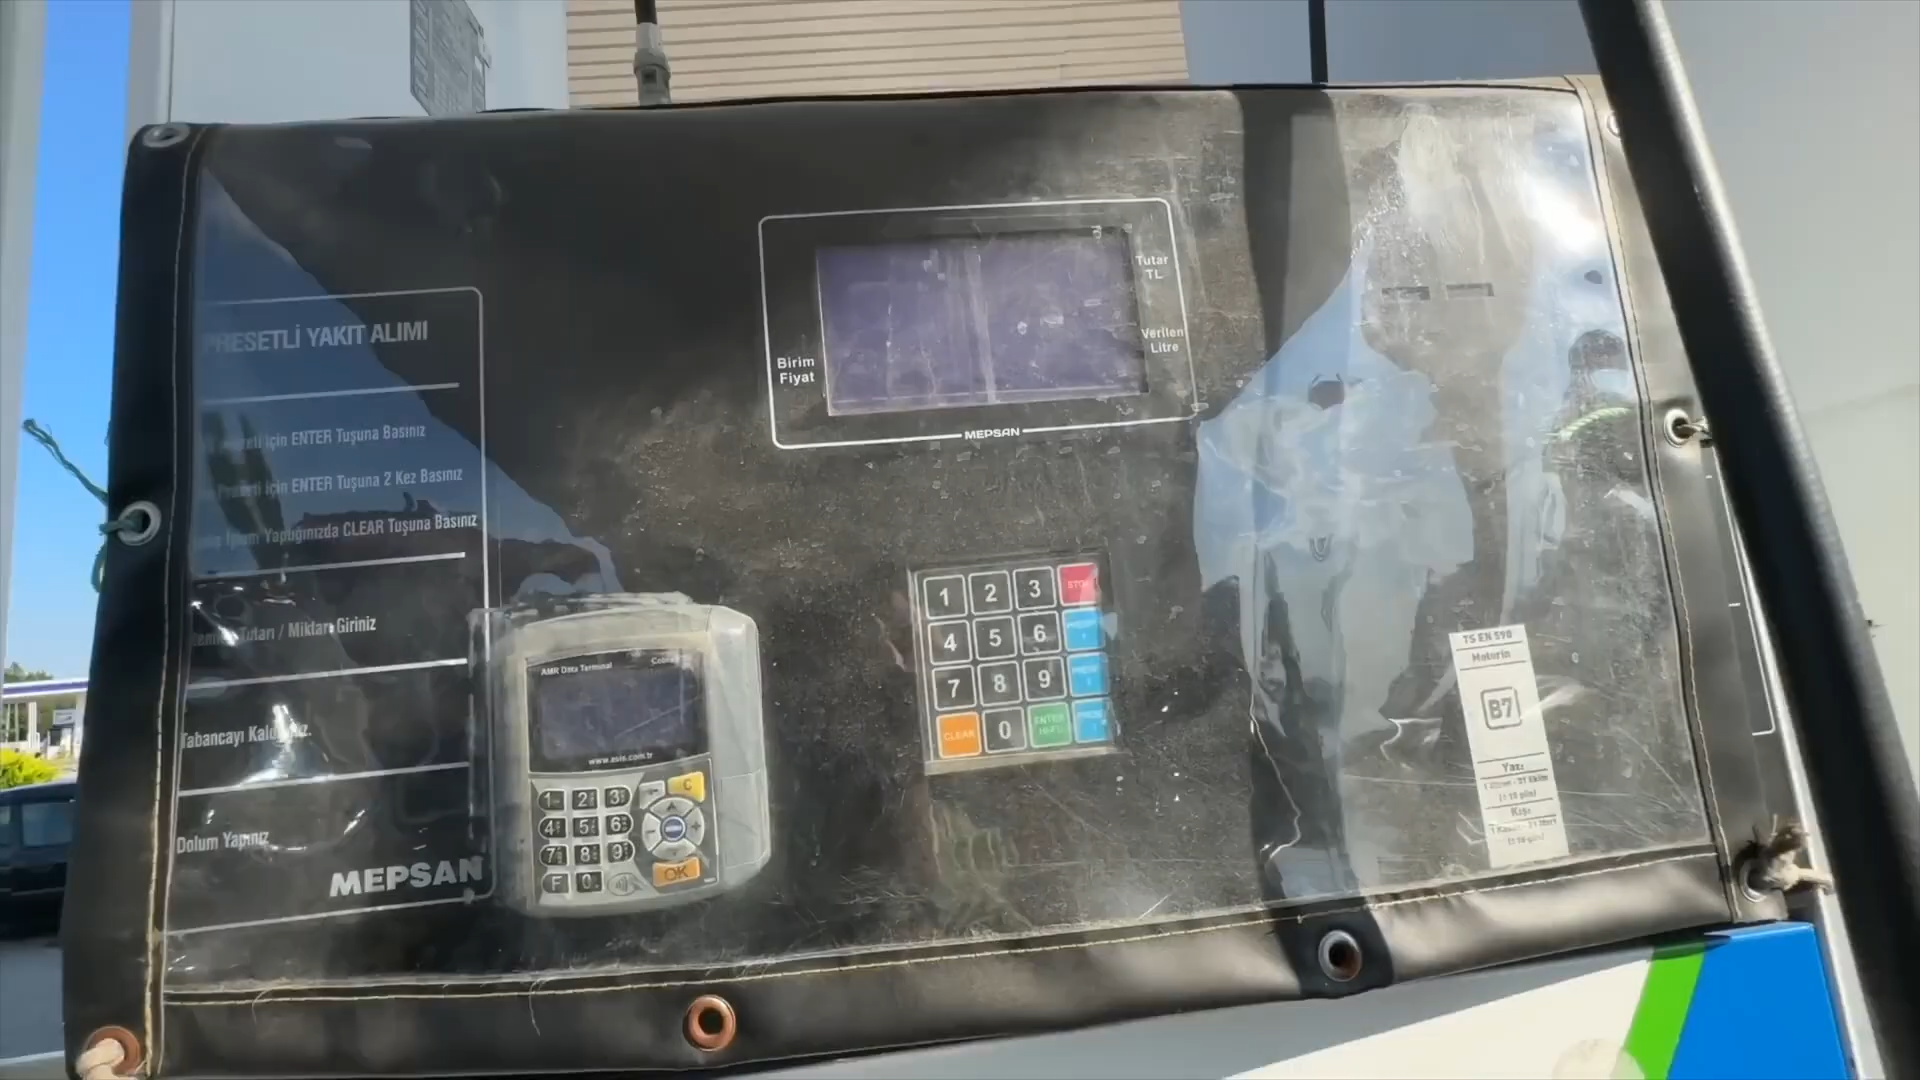 PRESETLİ YAKIT ALIMI
için ENTER Tuşuna Basınız
Preseti için ENTER Tuşuna 2 Kez Basınız
Yaptığınızda CLEAR Tuşuna Basınız
Tutarı / Miktarı Giriniz
Tabancayı
Dolum Yapınız
MEPSAN
Birim
Fiyat
Tutar
TL
Verilen
Litre
MEPSAN
AMR Data Terminal
www.asis.com.tr
1 2 3 C
4 5 6
7 8 9
F 0 OK
1 2 3 STOP
4 5 6
7 8 9
CLEAR 0 ENTER
TS EN 590
Motorin
B7
Yaz:
Kış: